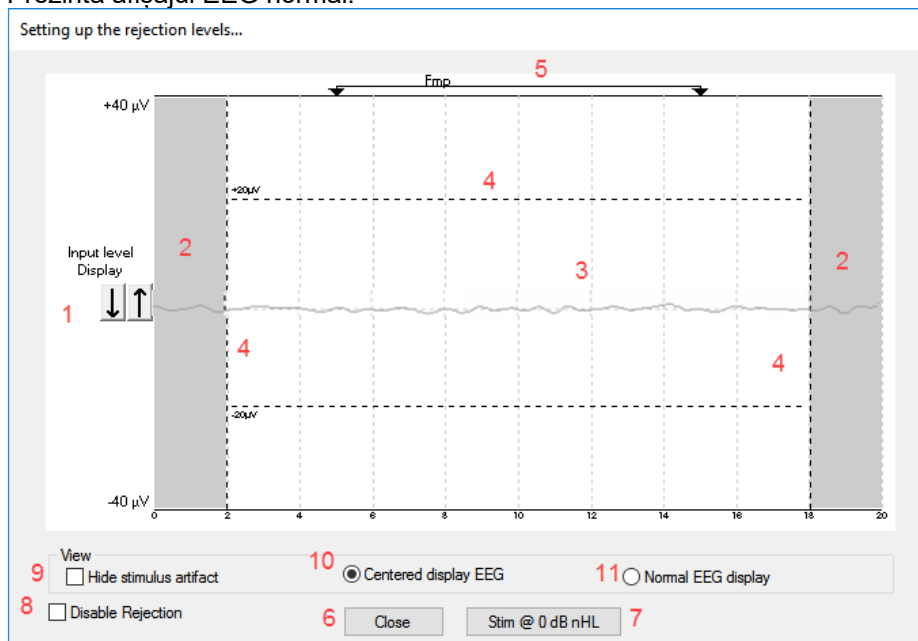 Setting up the rejection levels...
5
Fmp
+40 µV
4
+20µV
2
3
2
Input level
Display
1
↓ ↑
4
4
-20µV
-40 µV
0 2 4 6 8 10 12 14 16 18 20
View
9 Hide stimulus artifact 10 Centered display EEG 11 Normal EEG display
8 Disable Rejection
6 Close Stim @ 0 dB nHL 7